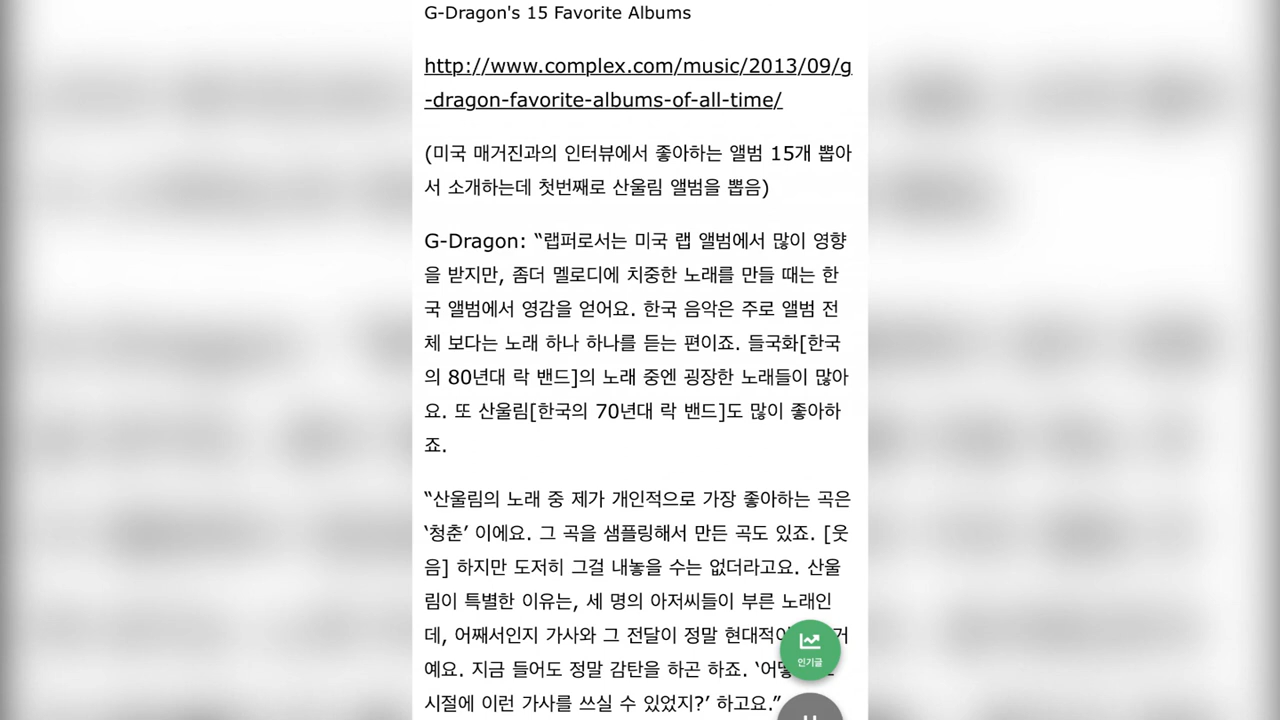 G-Dragon's 15 Favorite Albums
http://www.complex.com/music/2013/09/g
-dragon-favorite-albums-of-all-time/
(미국 매거진과의 인터뷰에서 좋아하는 앨범 15개 뽑아
서 소개하는데 첫번째로 산울림 앨범을 뽑음)
G-Dragon: “랩퍼로서는 미국 랩 앨범에서 많이 영향
을 받지만, 좀더 멜로디에 치중한 노래를 만들 때는 한
국 앨범에서 영감을 얻어요. 한국 음악은 주로 앨범 전
체 보다는 노래 하나 하나를 듣는 편이죠. 들국화[한국
의 80년대 락 밴드]의 노래 중엔 굉장한 노래들이 많아
요. 또 산울림[한국의 70년대 락 밴드]도 많이 좋아하
죠.
“산울림의 노래 중 제가 개인적으로 가장 좋아하는 곡은
‘청춘’ 이에요. 그 곡을 샘플링해서 만든 곡도 있죠. [웃
음] 하지만 도저히 그걸 내놓을 수는 없더라고요. 산울
림이 특별한 이유는, 세 명의 아저씨들이 부른 노래인
데, 어째서인지 가사와 그 전달이 정말 거
예요. 지금 들어도 정말 감탄을 하곤 하죠.
시절에 이런 가사를 쓰실 수 있었지?’ 하고요.”
인기글